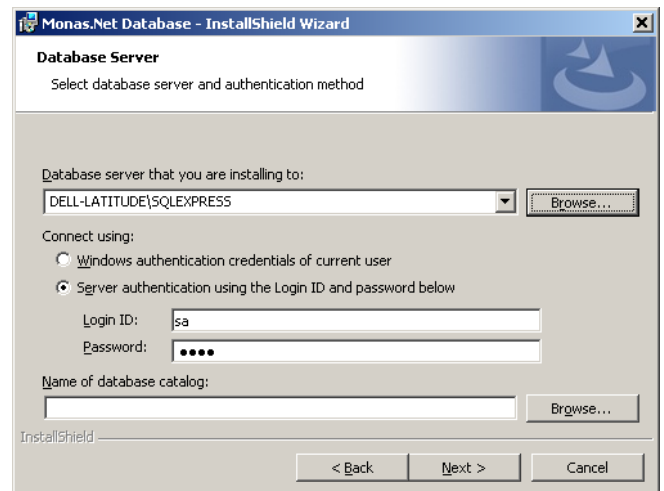 Monas.Net Database - InstallShield Wizard
Database Server
Select database server and authentication method
Database server that you are installing to:
DELL-LATITUDE\SQLEXPRESS
Browse...
Connect using:
Windows authentication credentials of current user
Server authentication using the Login ID and password below
Login ID:
sa
Password:
●●●●
Name of database catalog:
Browse...
InstallShield
< Back
Next >
Cancel